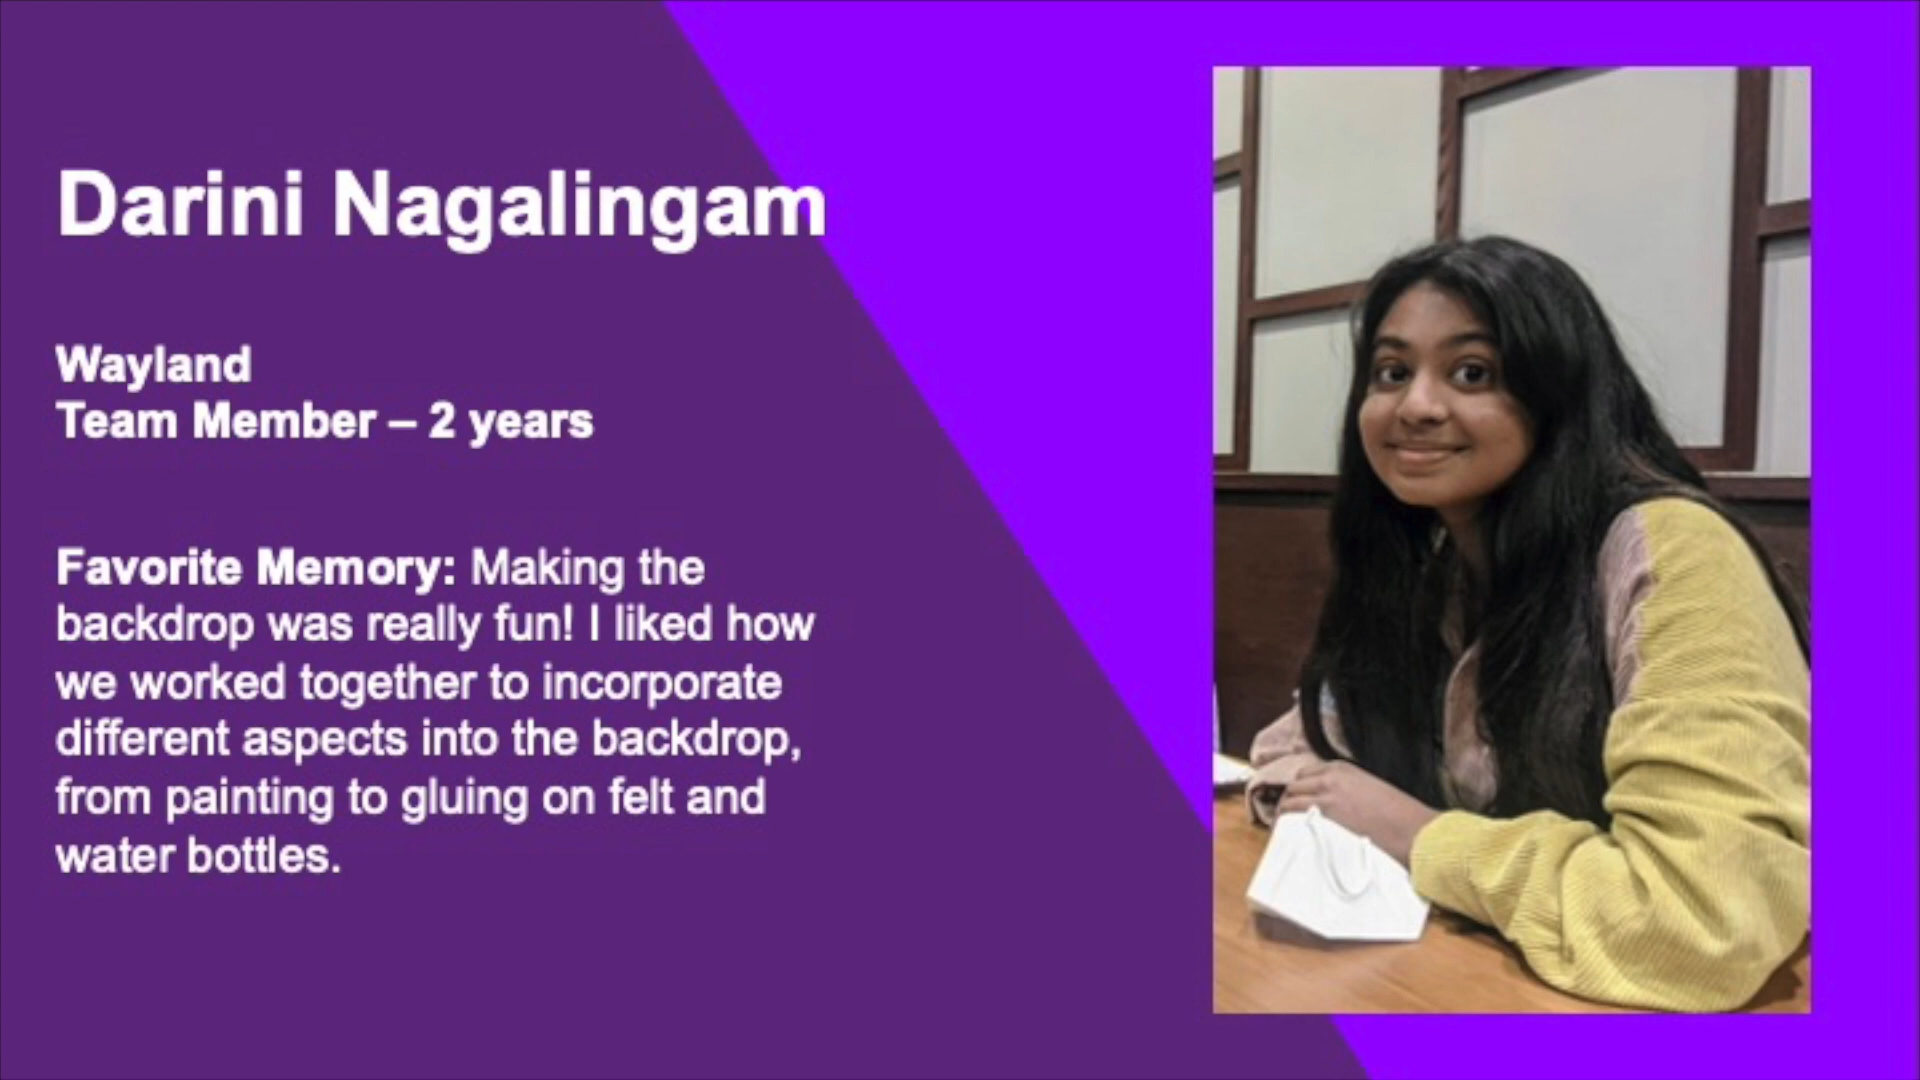 Darini Nagalingam
Wayland
Team Member – 2 years
Favorite Memory: Making the
backdrop was really fun! I liked how
we worked together to incorporate
different aspects into the backdrop,
from painting to gluing on felt and
water bottles.